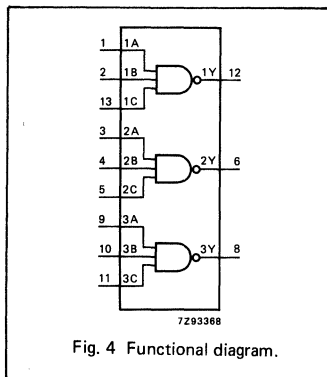 1 1A
2 1B 1Y 12
13 1C
3 2A
4 2B 2Y 6
5 2C
9 3A
10 3B 3Y 8
11 3C
7Z93368
Fig. 4 Functional diagram.